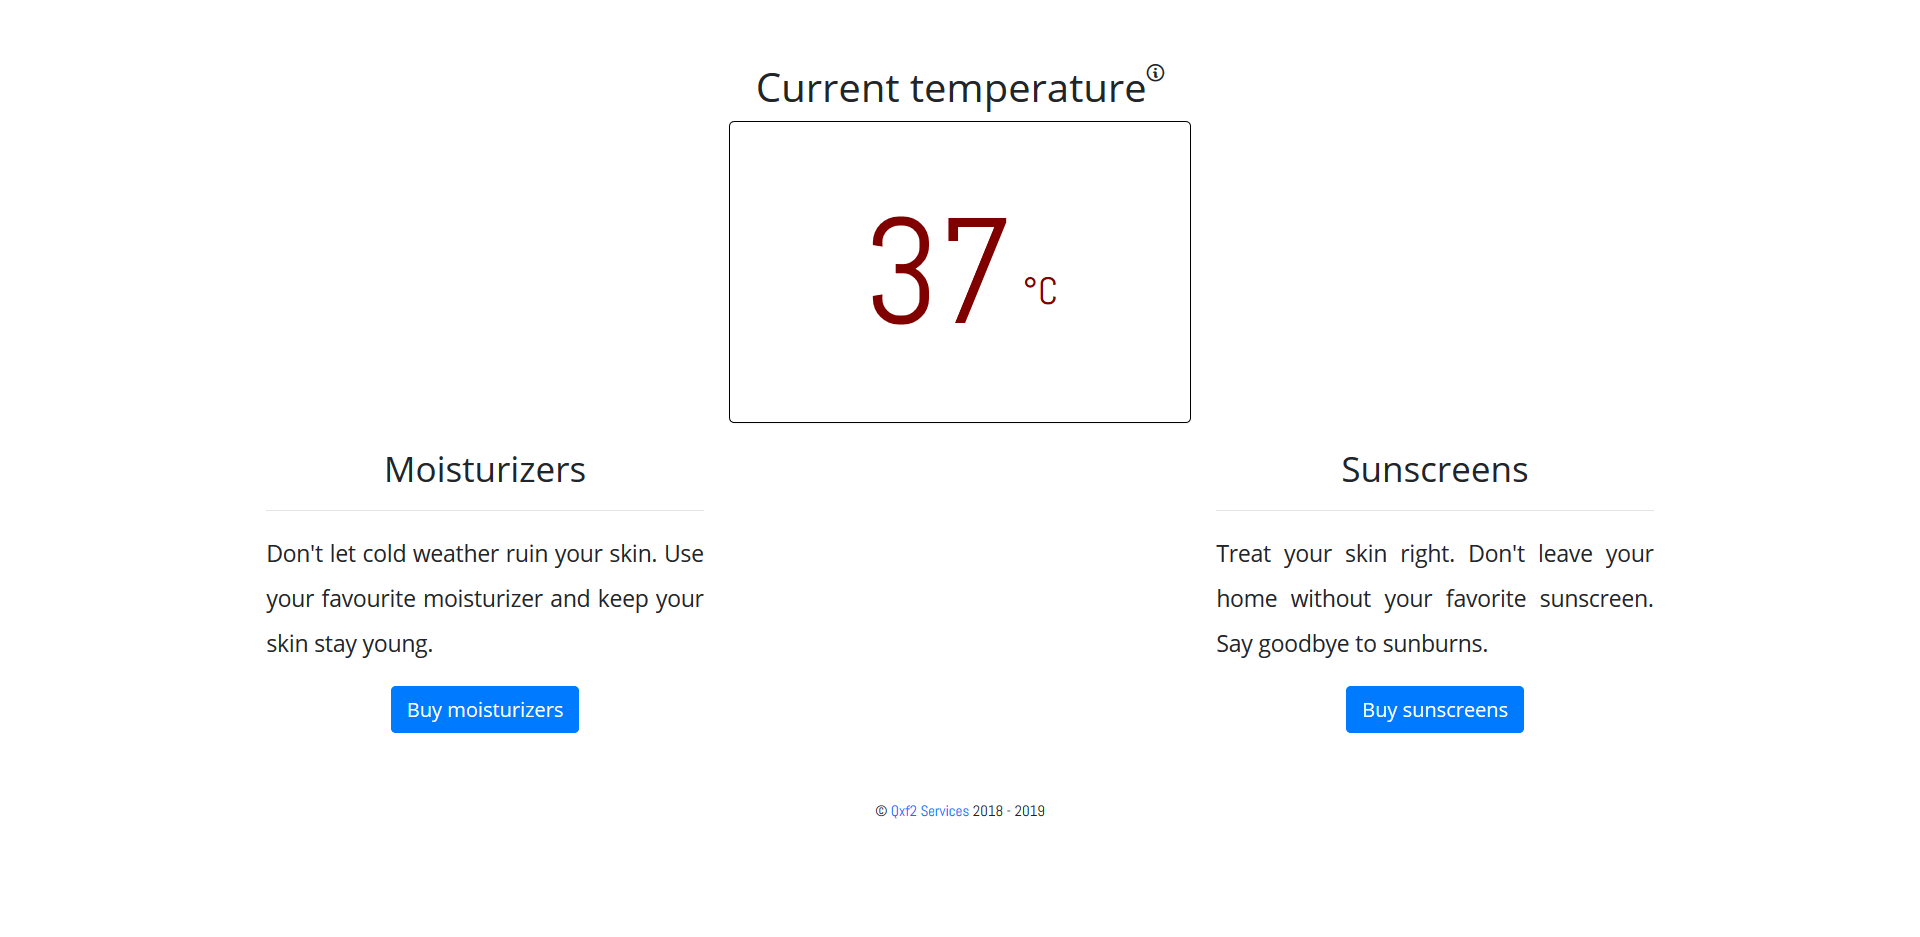 Current temperature
37 °C
Moisturizers
Don't let cold weather ruin your skin. Use
your favourite moisturizer and keep your
skin stay young.
Buy moisturizers
Sunscreens
Treat your skin right. Don't leave your
home without your favorite sunscreen.
Say goodbye to sunburns.
Buy sunscreens
© Qxf2 Services 2018 - 2019